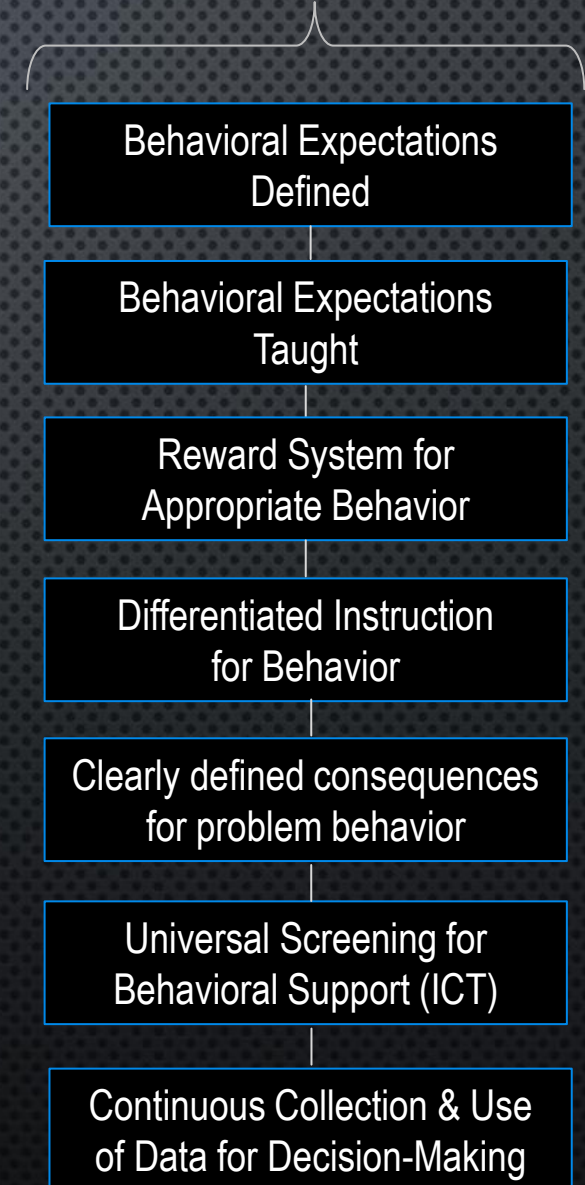 Behavioral Expectations
Defined
Behavioral Expectations
Taught
Reward System for
Appropriate Behavior
Differentiated Instruction
for Behavior
Clearly defined consequences
for problem behavior
Universal Screening for
Behavioral Support (ICT)
Continuous Collection & Use
of Data for Decision-Making